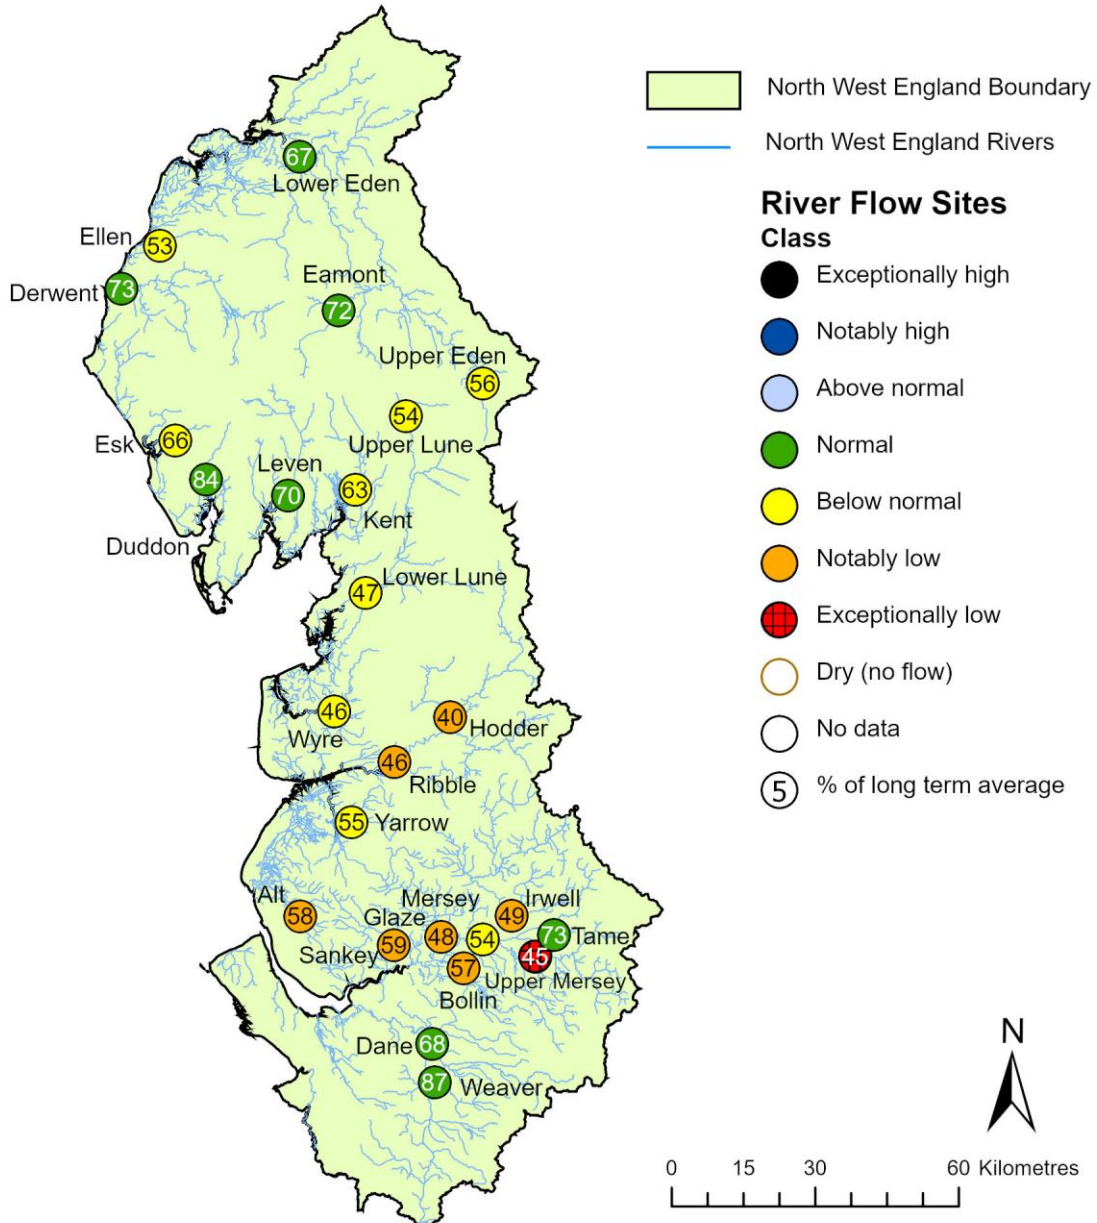 North West England Boundary
North West England Rivers
River Flow Sites
Class
Exceptionally high
Notably high
Above normal
Normal
Below normal
Notably low
Exceptionally low
Dry (no flow)
No data
5 % of long term average
67
Lower Eden
Ellen 53
Derwent 73
Eamont
72
Upper Eden
56
54
Upper Lune
Esk 66
84
Duddon
Leven
70
63
Kent
47 Lower Lune
46
Wyre
40 Hodder
46
Ribble
55 Yarrow
Alt
58
Glaze
Sankey 59
Mersey
48
54
49 Irwell
73 Tame
45
Upper Mersey
57
Bollin
Dane 68
87 Weaver
N
0 15 30 60 Kilometres